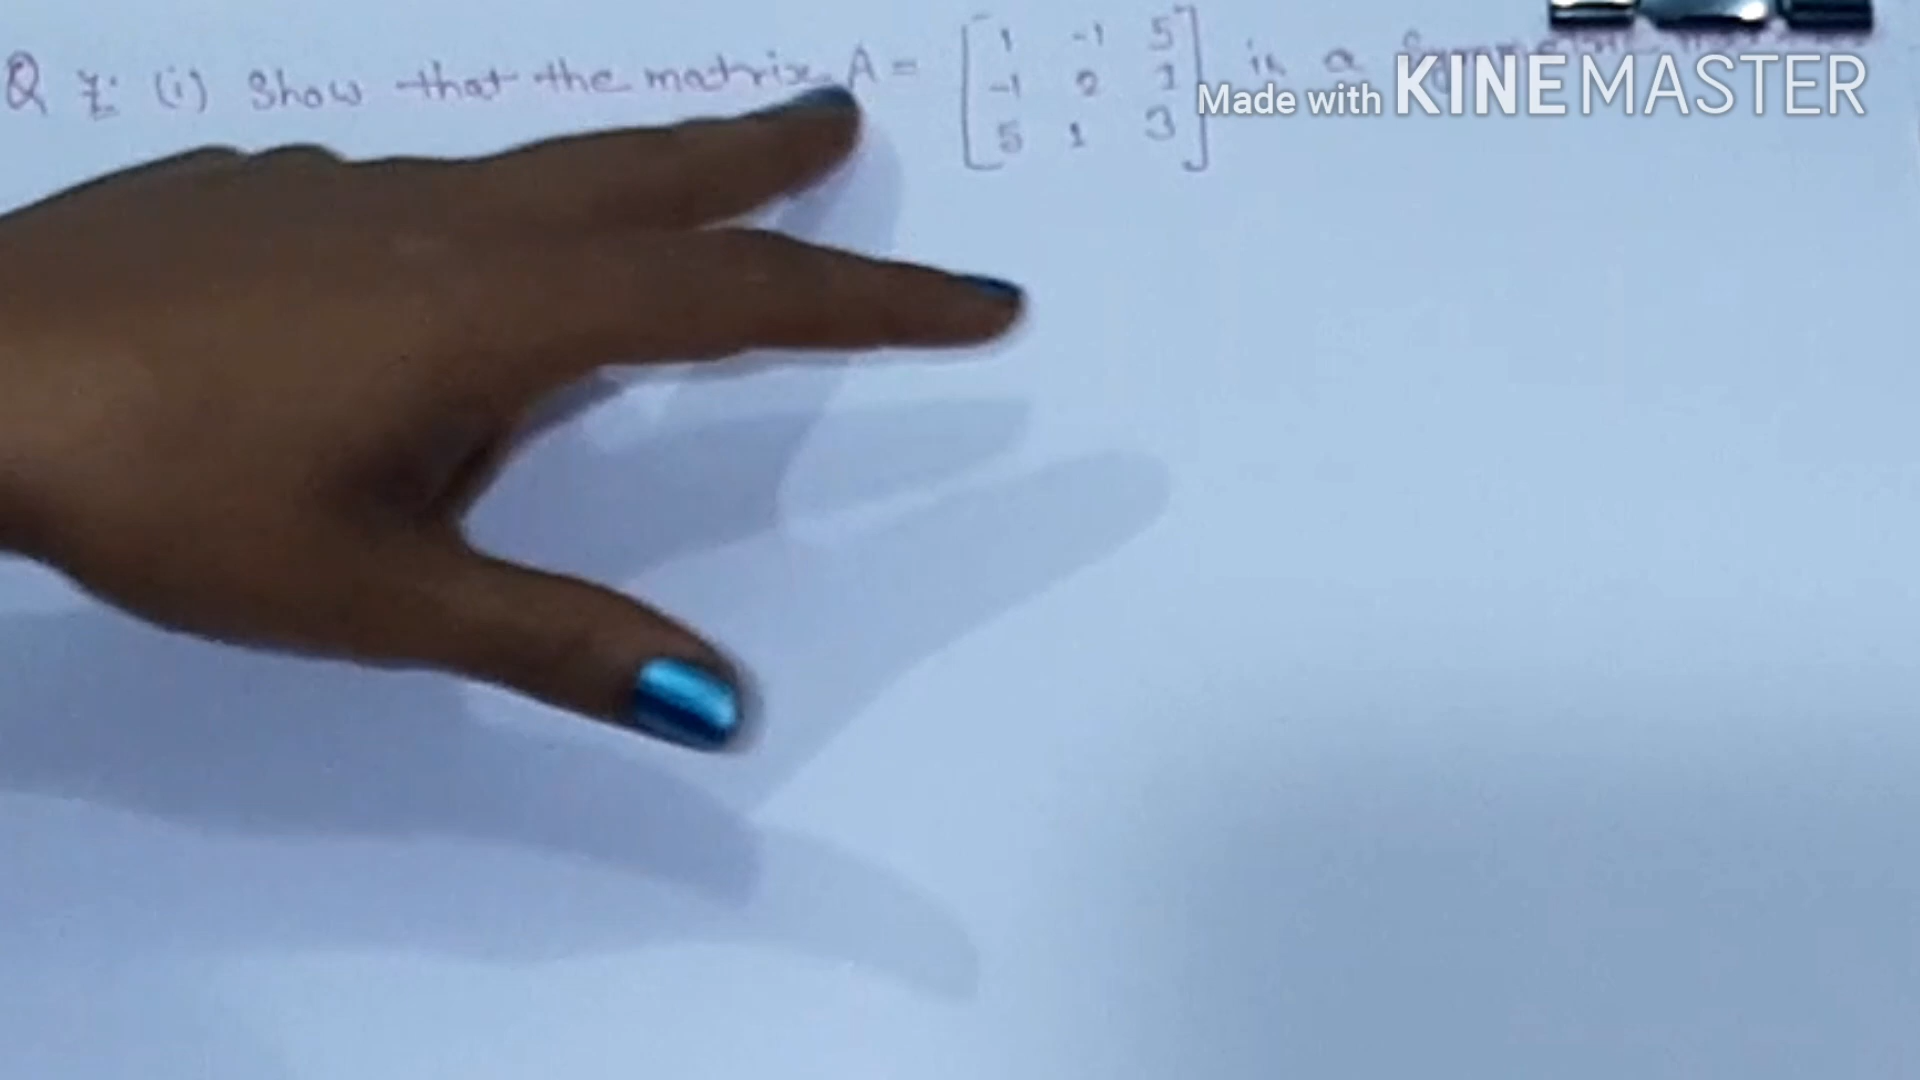 Q 7. (i) Show that the matrix A = [ 1 -1 5
-1 2 1
5 1 3 ] is a
Made with KINEMASTER